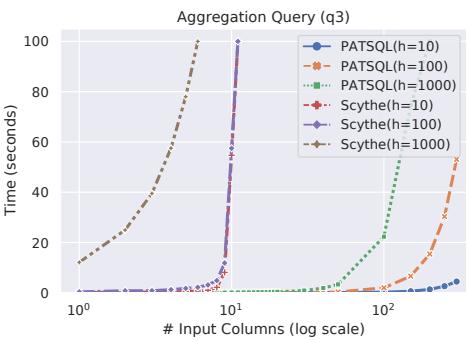 Aggregation Query (q3)
100
80
60
40
20
0
Time (seconds)
PATSQL(h=10)
PATSQL(h=100)
PATSQL(h=1000)
Scythe(h=10)
Scythe(h=100)
Scythe(h=1000)
10⁰ 10¹ 10²
# Input Columns (log scale)